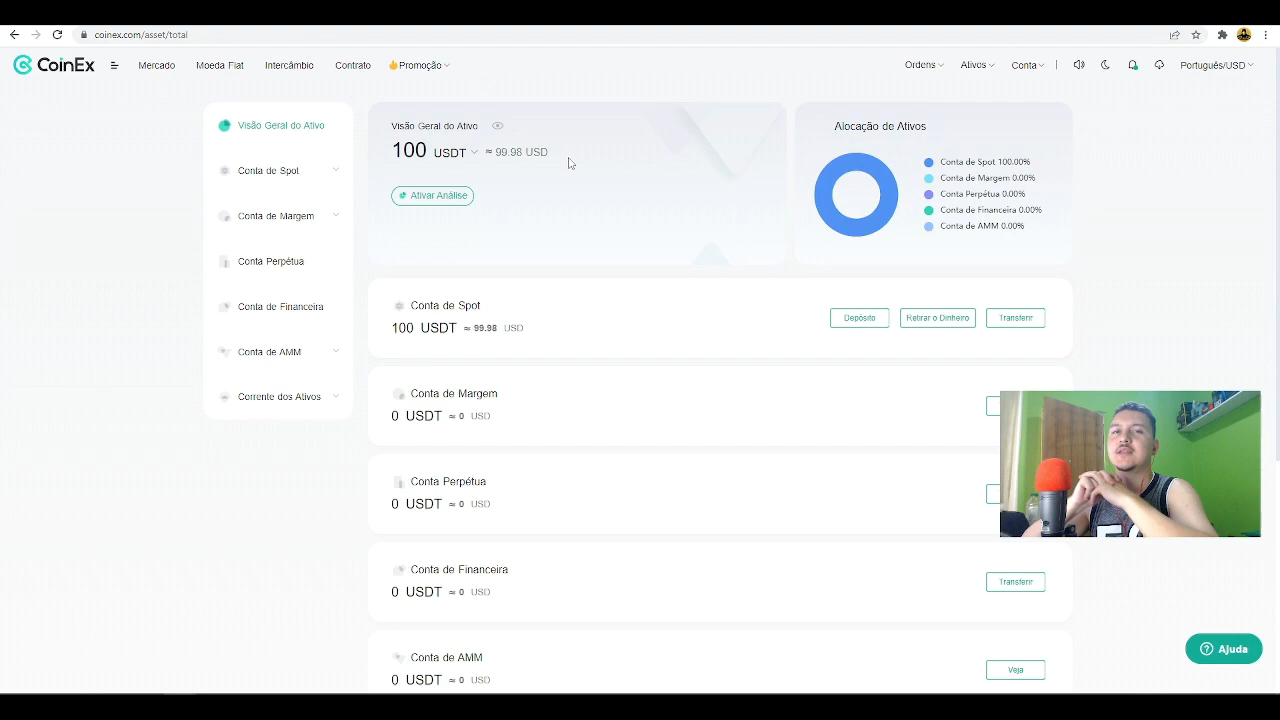 coinex.com/asset/total
CoinEx
Mercado
Moeda Fiat
Intercâmbio
Contrato
Promoção
Ordens
Ativos
Conta
Português/USD
Visão Geral do Ativo
Conta de Spot
Conta de Margem
Conta Perpétua
Conta de Financeira
Conta de AMM
Corrente dos Ativos
Visão Geral do Ativo
100 USDT ≈ 99.98 USD
Ativar Análise
Alocação de Ativos
Conta de Spot 100.00%
Conta de Margem 0.00%
Conta Perpétua 0.00%
Conta de Financeira 0.00%
Conta de AMM 0.00%
Conta de Spot
100 USDT ≈ 99.98 USD
Depósito
Retirar o Dinheiro
Transferir
Conta de Margem
0 USDT ≈ 0 USD
Conta Perpétua
0 USDT ≈ 0 USD
Conta de Financeira
0 USDT ≈ 0 USD
Transferir
Conta de AMM
0 USDT ≈ 0 USD
Veja
Ajuda